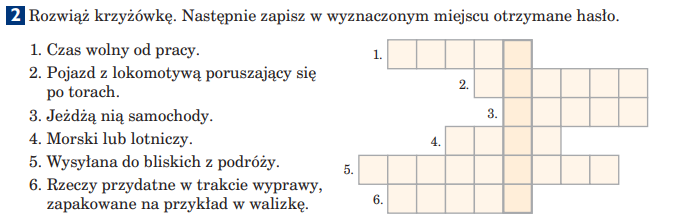 2 Rozwiąż krzyżówkę. Następnie zapisz w wyznaczonym miejscu otrzymane hasło.
1. Czas wolny od pracy.
2. Pojazd z lokomotywą poruszający się
po torach.
3. Jeżdżą nią samochody.
4. Morski lub lotniczy.
5. Wysyłana do bliskich z podróży.
6. Rzeczy przydatne w trakcie wyprawy,
zapakowane na przykład w walizkę.
1.
2.
3.
4.
5.
6.